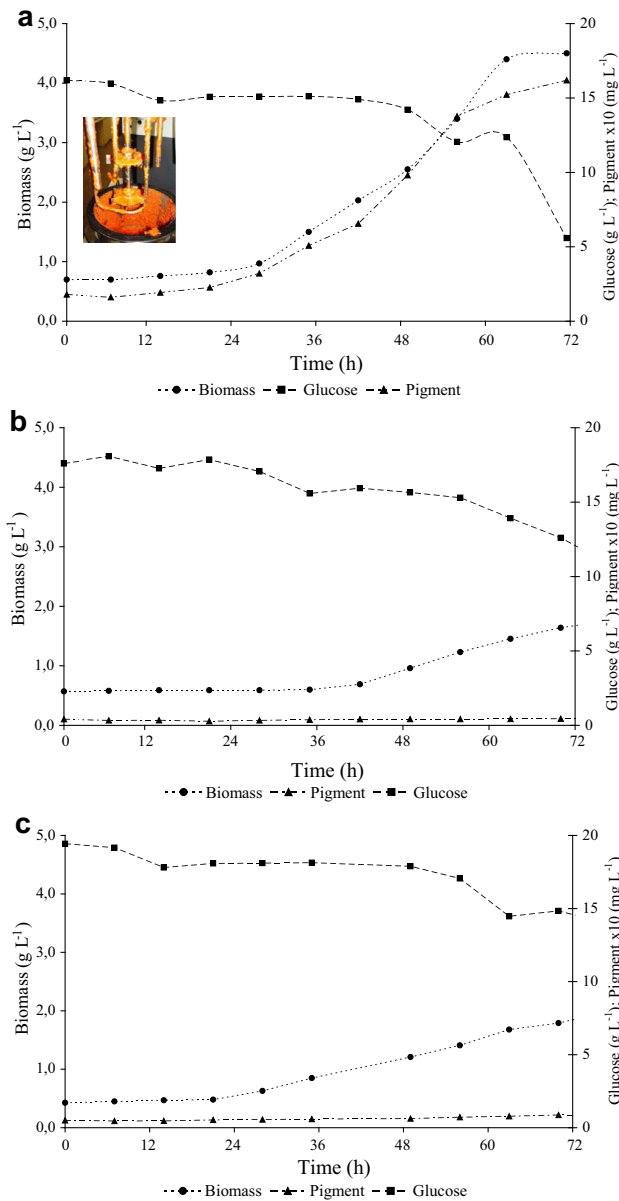 a
5,0
4,0
3,0
2,0
1,0
0,0
Biomass (g L-1)
20
15
10
5
0
Glucose (g L-1); Pigment x10 (mg L-1)
0 12 24 36 48 60 72
Time (h)
Biomass Glucose Pigment
b
5,0
4,0
3,0
2,0
1,0
0,0
Biomass (g L-1)
20
15
10
5
0
Glucose (g L-1); Pigment x10 (mg L-1)
0 12 24 36 48 60 72
Time (h)
Biomass Pigment Glucose
c
5,0
4,0
3,0
2,0
1,0
0,0
Biomass (g L-1)
20
15
10
5
0
Glucose (g L-1); Pigment x10 (mg L-1)
0 12 24 36 48 60 72
Time (h)
Biomass Pigment Glucose